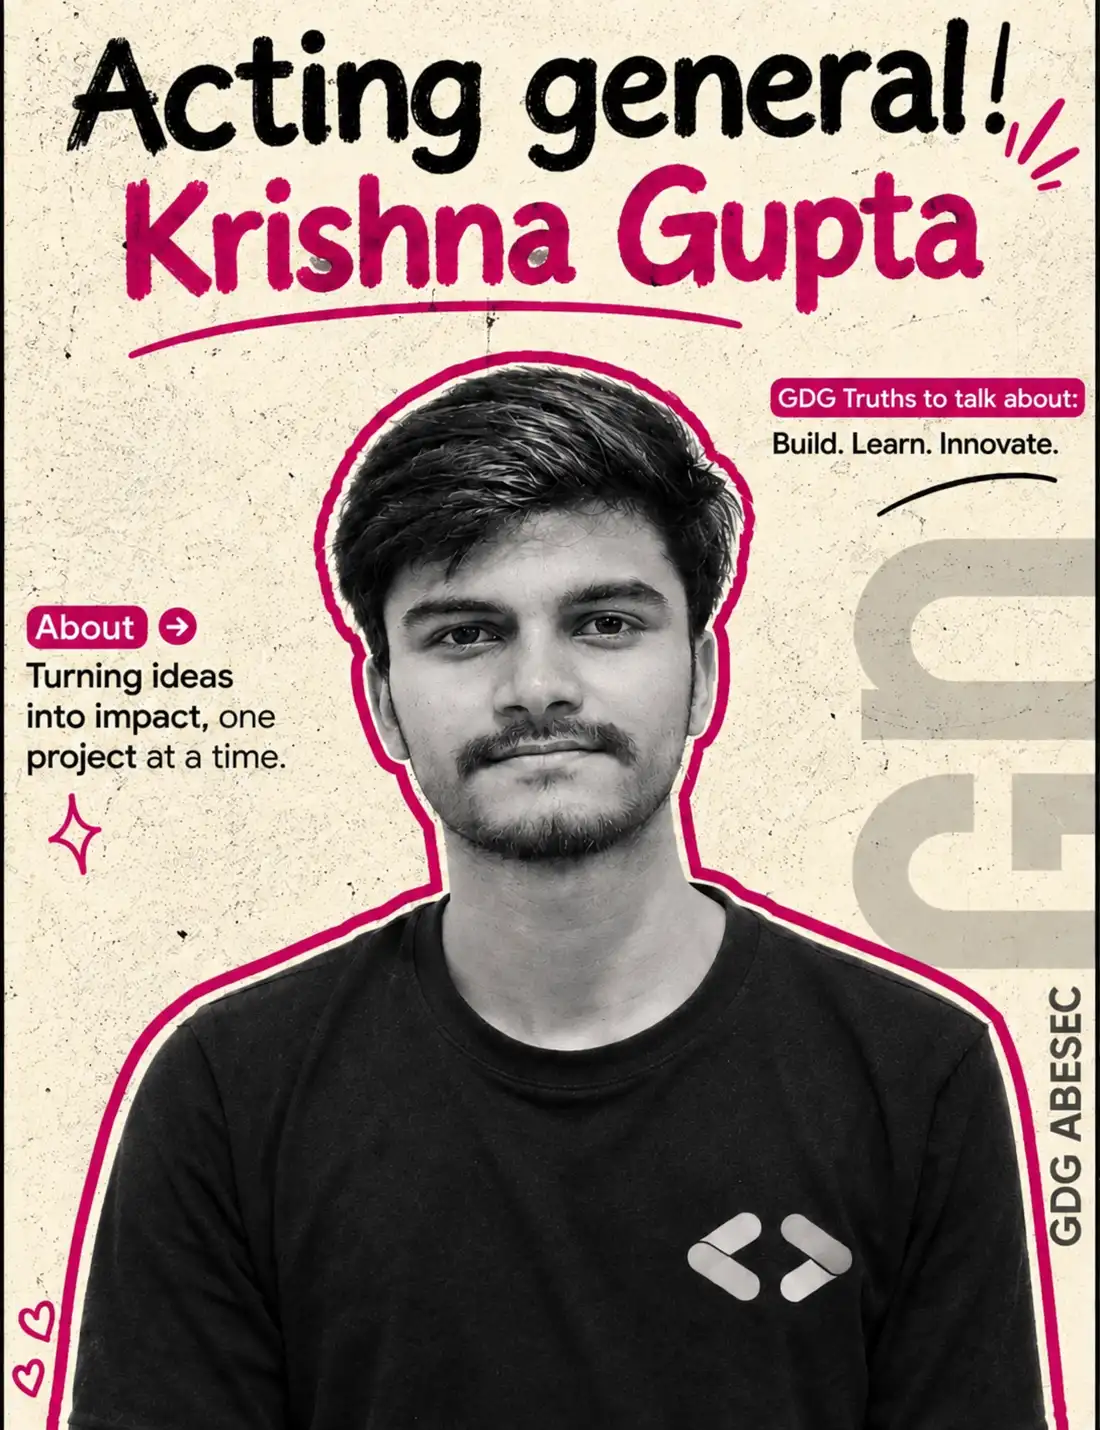 Acting general!
Krishna Gupta
GDG Truths to talk about:
Build. Learn. Innovate.
About
Turning ideas
into impact, one
project at a time.
GDG ABESEC